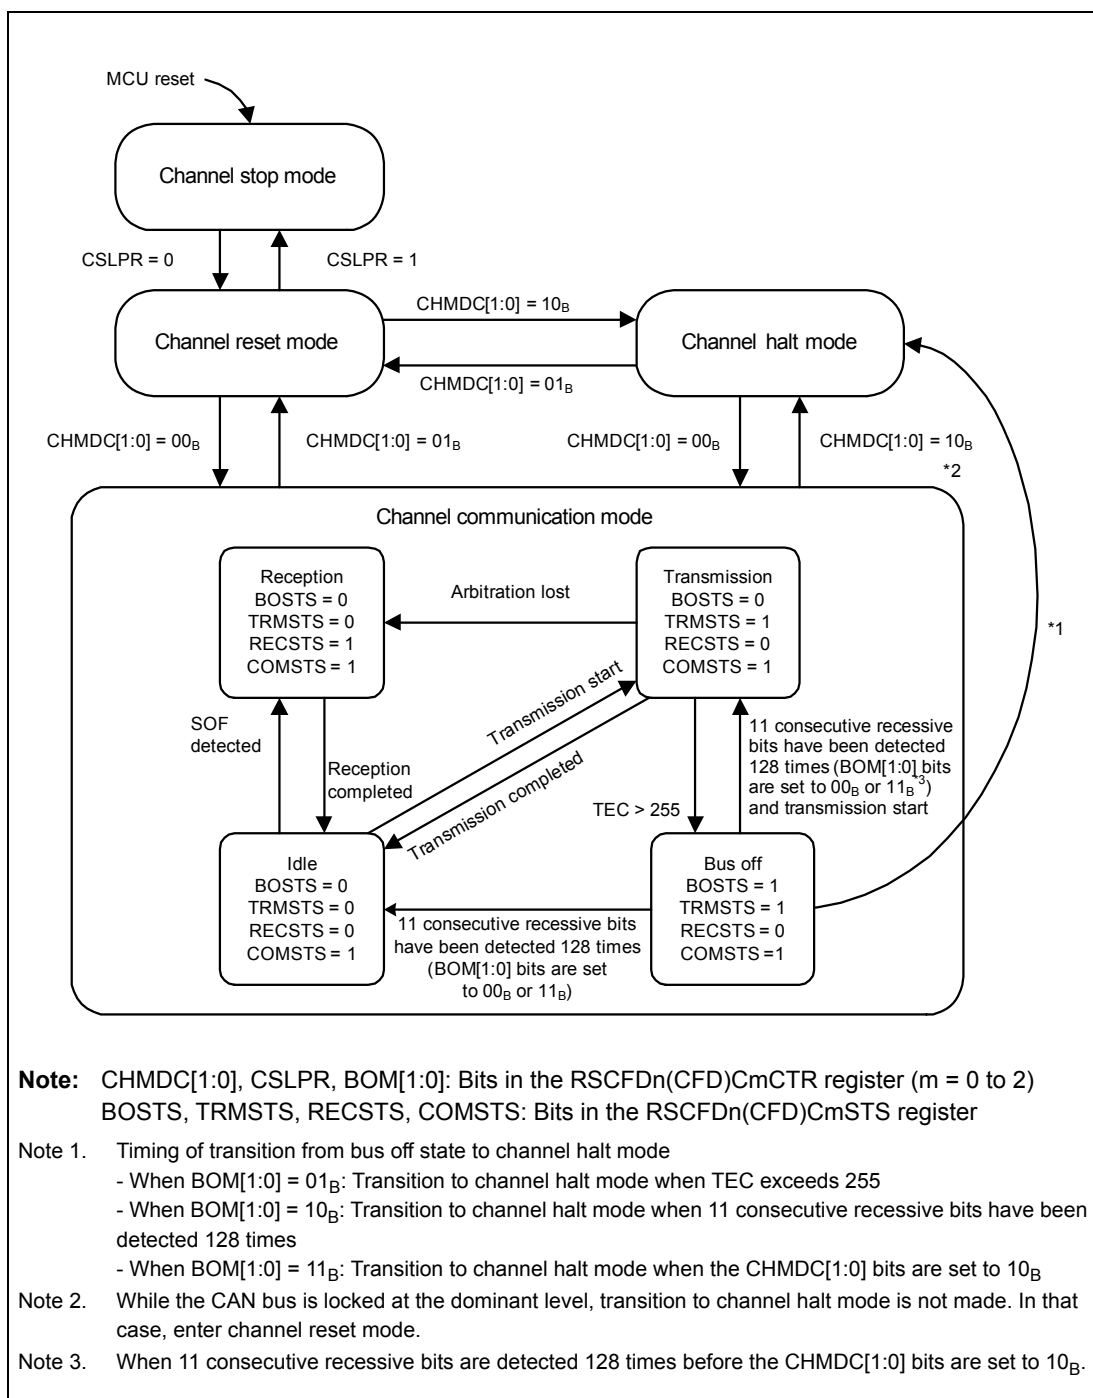 MCU reset
Channel stop mode
CSLPR = 0
CSLPR = 1
Channel reset mode
CHMDC[1:0] = 10B
Channel halt mode
CHMDC[1:0] = 01B
CHMDC[1:0] = 00B
CHMDC[1:0] = 01B
CHMDC[1:0] = 00B
CHMDC[1:0] = 10B
*2
Channel communication mode
Reception
BOSTS = 0
TRMSTS = 0
RECSTS = 1
COMSTS = 1
Arbitration lost
Transmission
BOSTS = 0
TRMSTS = 1
RECSTS = 0
COMSTS = 1
*1
SOF
detected
Reception
completed
Transmission start
Transmission completed
TEC > 255
11 consecutive recessive
bits have been detected
128 times (BOM[1:0] bits
are set to 00B or 11B*3)
and transmission start
Idle
BOSTS = 0
TRMSTS = 0
RECSTS = 0
COMSTS = 1
11 consecutive recessive bits
have been detected 128 times
(BOM[1:0] bits are set
to 00B or 11B)
Bus off
BOSTS = 1
TRMSTS = 1
RECSTS = 0
COMSTS =1
Note: CHMDC[1:0], CSLPR, BOM[1:0]: Bits in the RSCFDn(CFD)CmCTR register (m = 0 to 2)
BOSTS, TRMSTS, RECSTS, COMSTS: Bits in the RSCFDn(CFD)CmSTS register
Note 1. Timing of transition from bus off state to channel halt mode
- When BOM[1:0] = 01B: Transition to channel halt mode when TEC exceeds 255
- When BOM[1:0] = 10B: Transition to channel halt mode when 11 consecutive recessive bits have been
detected 128 times
- When BOM[1:0] = 11B: Transition to channel halt mode when the CHMDC[1:0] bits are set to 10B
Note 2. While the CAN bus is locked at the dominant level, transition to channel halt mode is not made. In that
case, enter channel reset mode.
Note 3. When 11 consecutive recessive bits are detected 128 times before the CHMDC[1:0] bits are set to 10B.